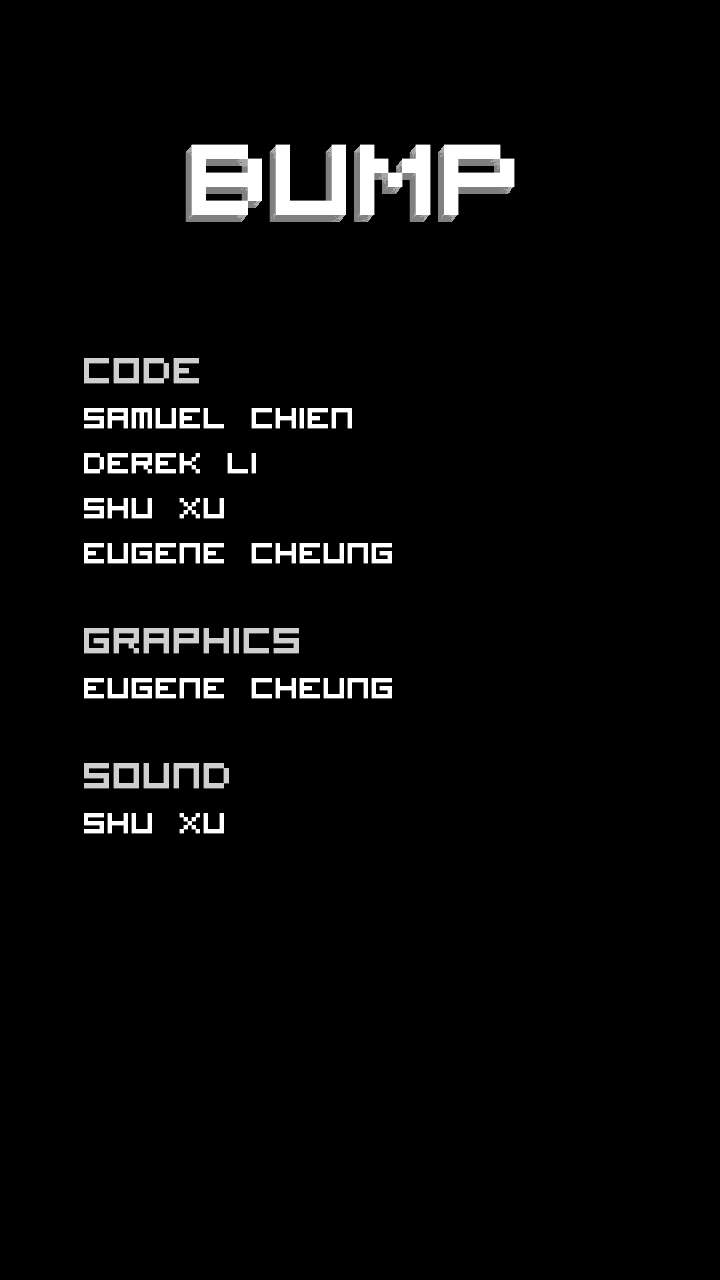 BUMP
CODE
SAMUEL CHIEN
DEREK LI
SHU XU
EUGENE CHEUNG
GRAPHICS
EUGENE CHEUNG
SOUND
SHU XU